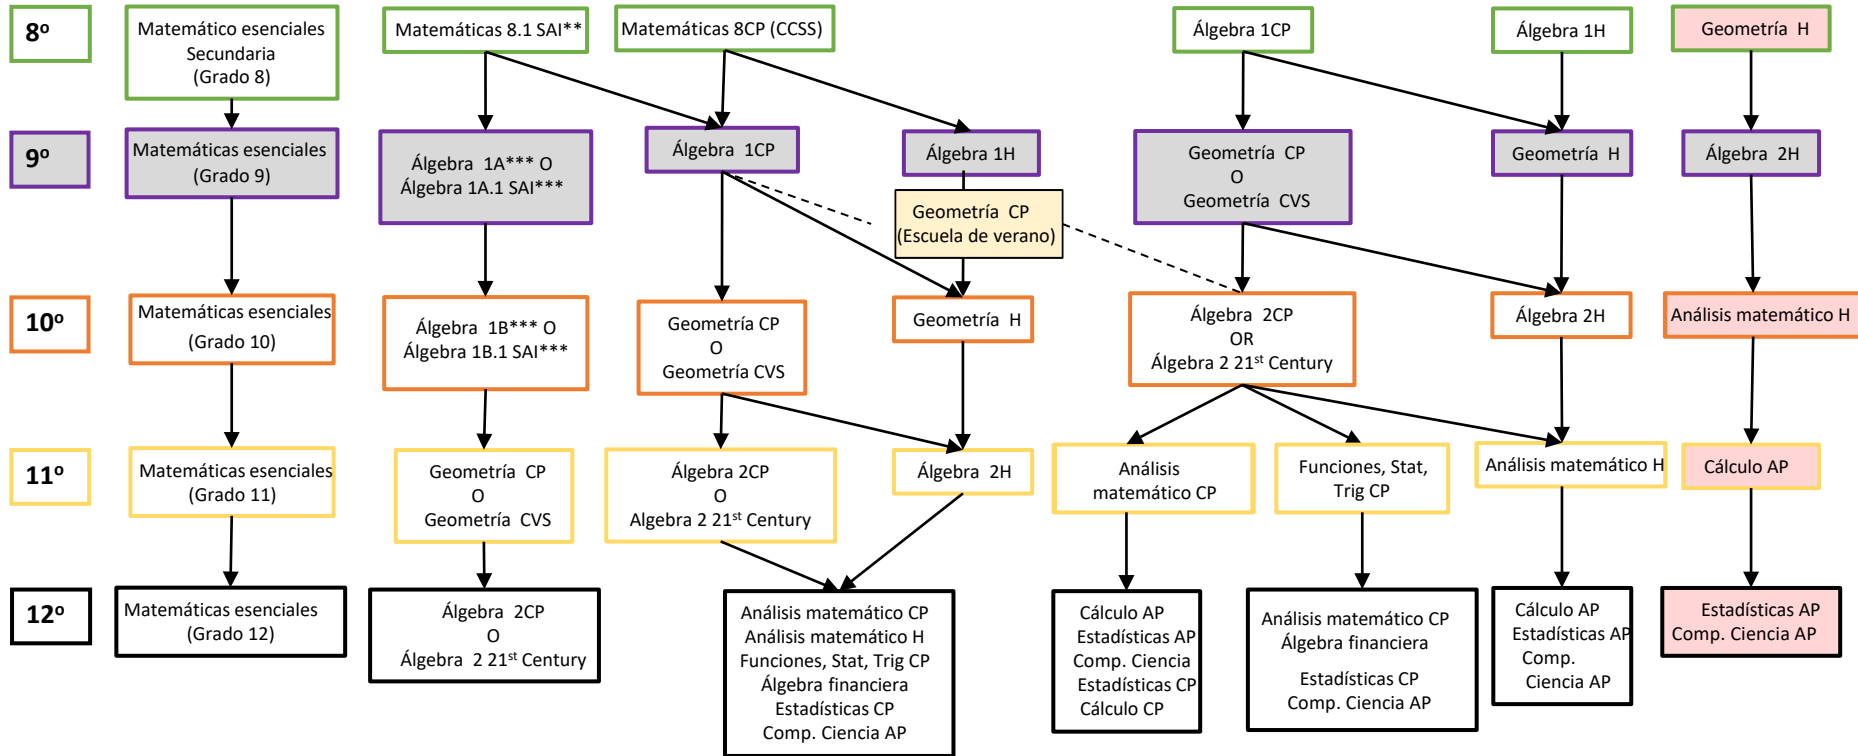 8º
Matemático esenciales
Secundaria
(Grado 8)
Matemáticas 8.1 SAI**
Matemáticas 8CP (CCSS)
Álgebra 1CP
Álgebra 1H
Geometría H
9º
Matemáticas esenciales
(Grado 9)
Álgebra 1A*** O
Álgebra 1A.1 SAI***
Álgebra 1CP
Álgebra 1H
Geometría CP
O
Geometría CVS
Geometría H
Álgebra 2H
Geometría CP
(Escuela de verano)
10º
Matemáticas esenciales
(Grado 10)
Álgebra 1B*** O
Álgebra 1B.1 SAI***
Geometría CP
O
Geometría CVS
Geometría H
Álgebra 2CP
OR
Álgebra 2 21st Century
Álgebra 2H
Análisis matemático H
11º
Matemáticas esenciales
(Grado 11)
Geometría CP
O
Geometría CVS
Álgebra 2CP
O
Algebra 2 21st Century
Álgebra 2H
Análisis
matemático CP
Funciones, Stat,
Trig CP
Análisis matemático H
Cálculo AP
12º
Matemáticas esenciales
(Grado 12)
Álgebra 2CP
O
Álgebra 2 21st Century
Análisis matemático CP
Análisis matemático H
Funciones, Stat, Trig CP
Álgebra financiera
Estadísticas CP
Comp. Ciencia AP
Cálculo AP
Estadísticas AP
Comp. Ciencia
Estadísticas CP
Cálculo CP
Análisis matemático CP
Álgebra financiera
Estadísticas CP
Comp. Ciencia AP
Cálculo AP
Estadísticas AP
Comp.
Ciencia AP
Estadísticas AP
Comp. Ciencia AP